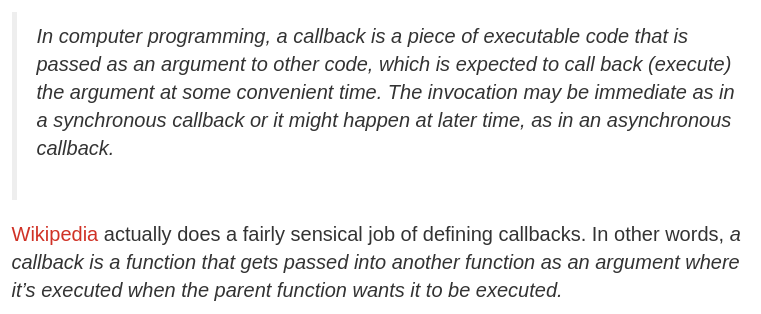 In computer programming, a callback is a piece of executable code that is
passed as an argument to other code, which is expected to call back (execute)
the argument at some convenient time. The invocation may be immediate as in
a synchronous callback or it might happen at later time, as in an asynchronous
callback.
Wikipedia actually does a fairly sensical job of defining callbacks. In other words, a
callback is a function that gets passed into another function as an argument where
it’s executed when the parent function wants it to be executed.